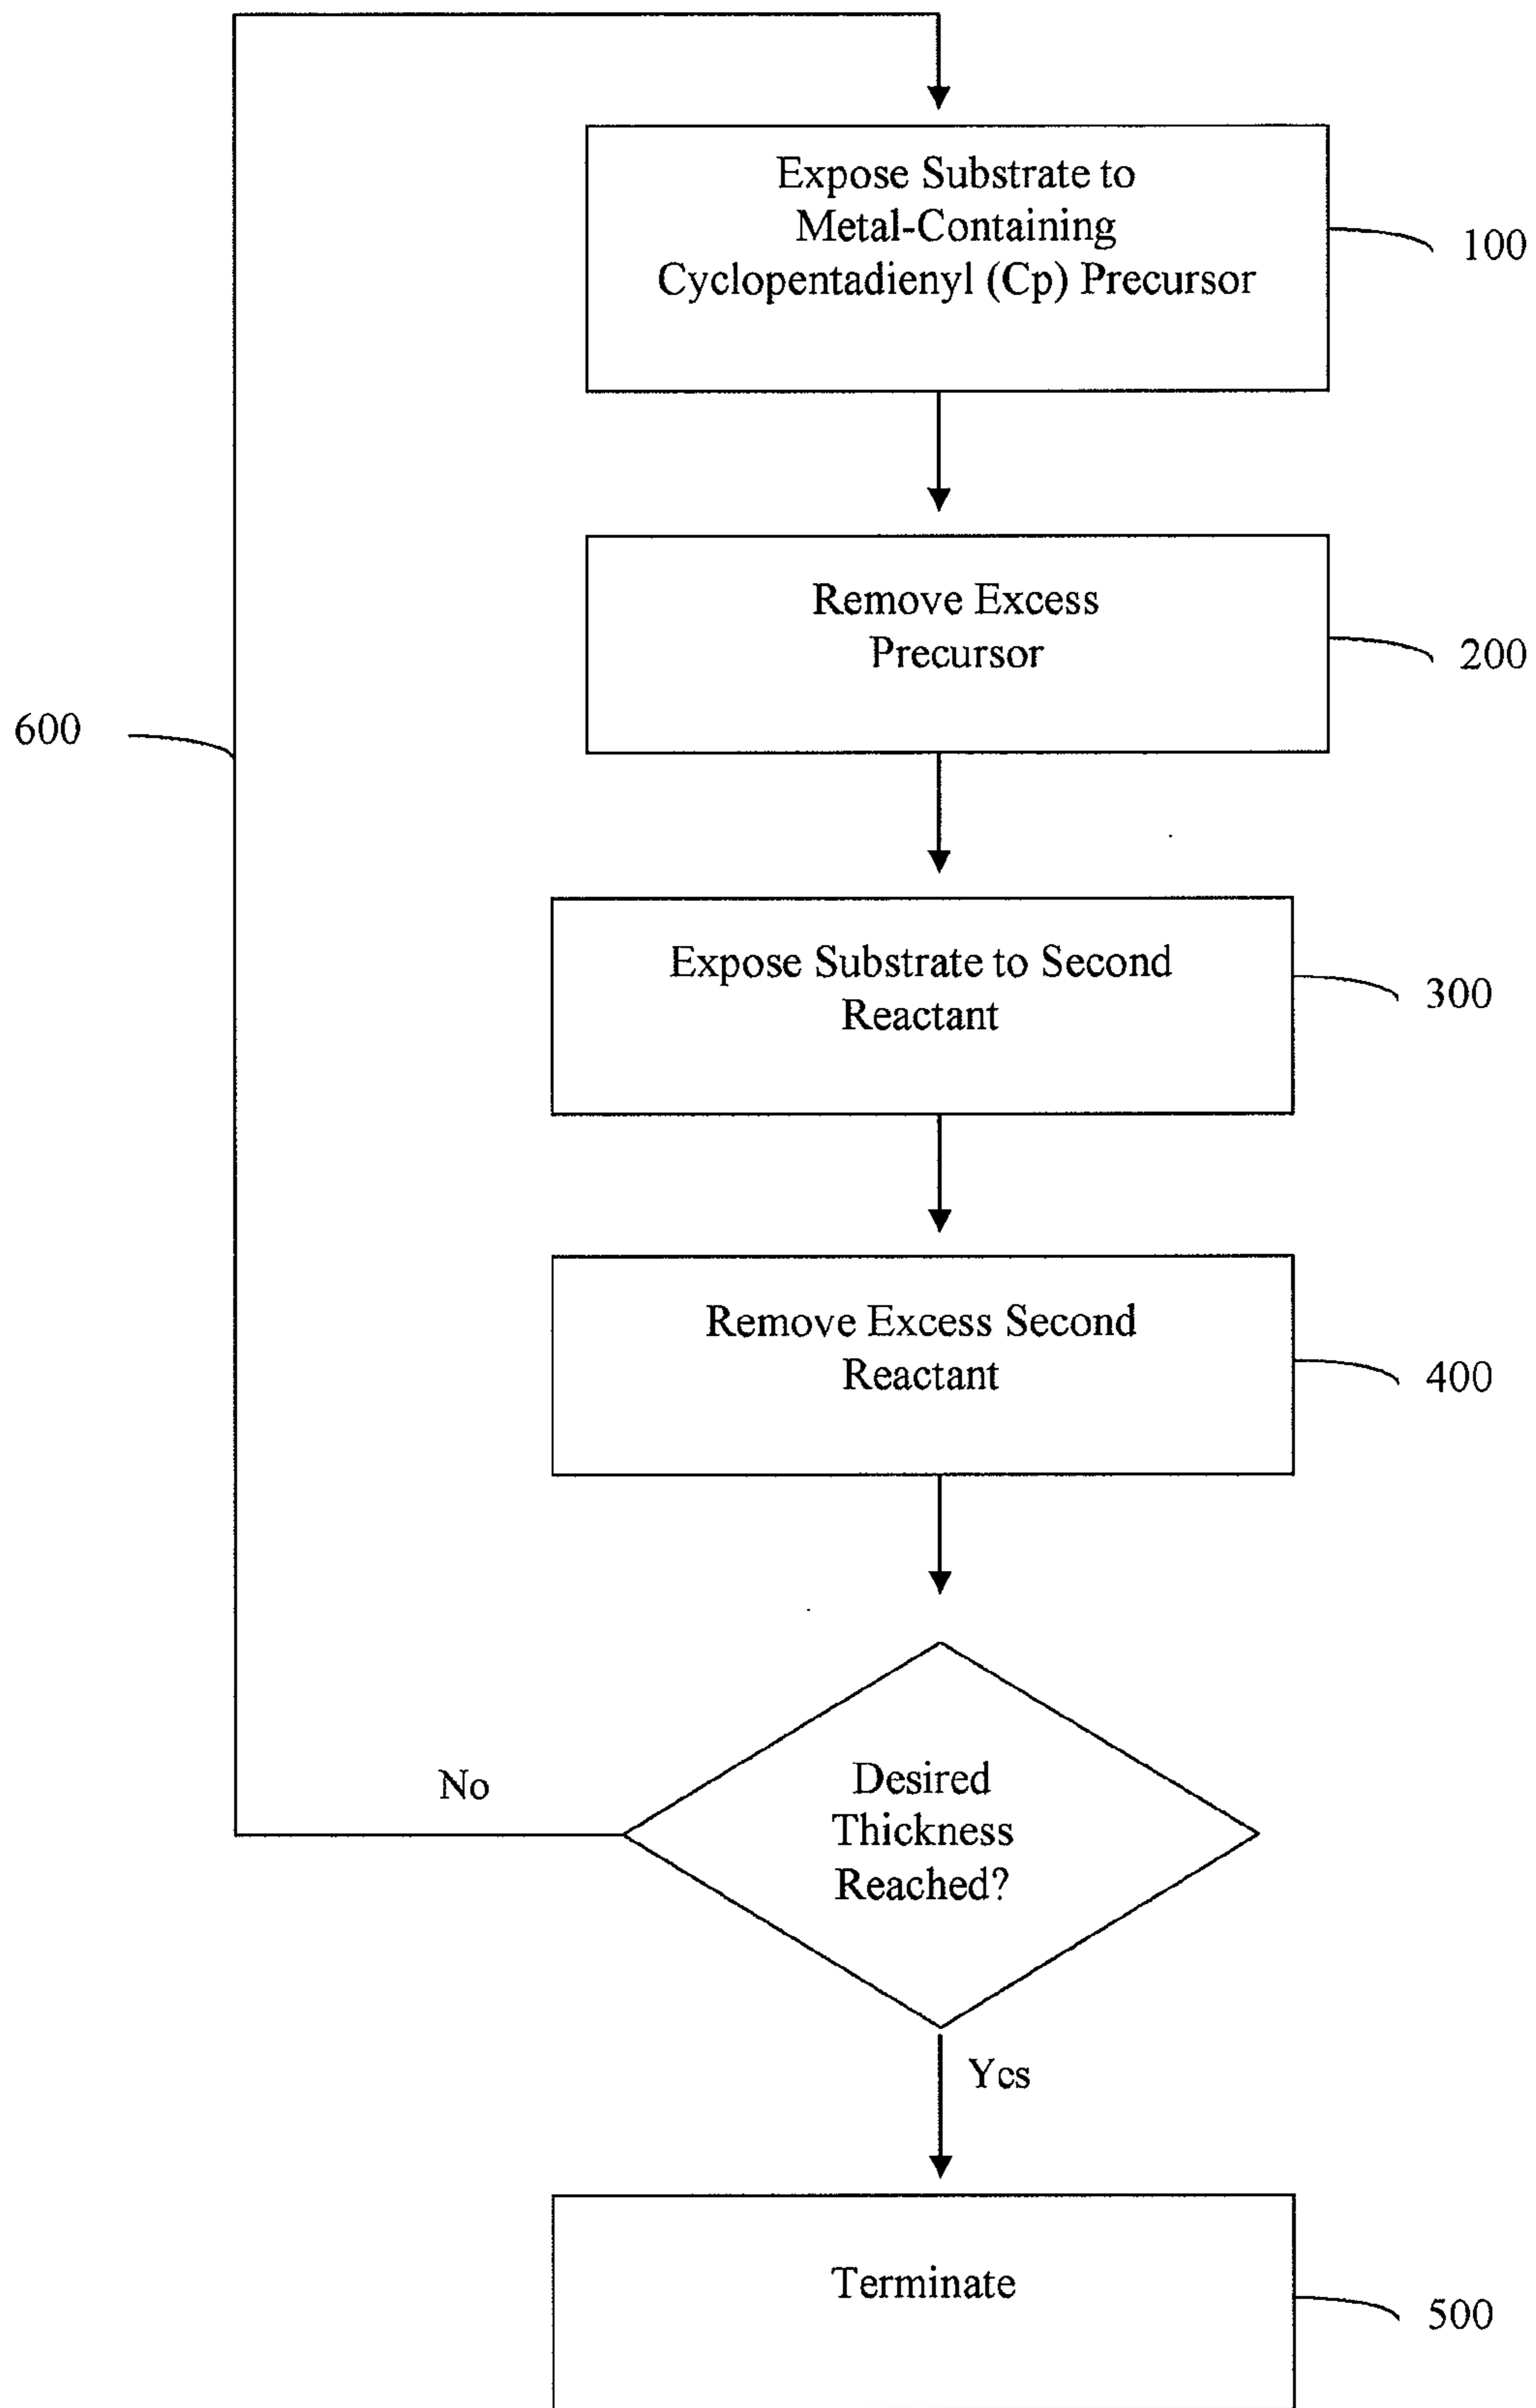 Expose Substrate to
Metal-Containing
Cyclopentadienyl (Cp) Precursor
100
Remove Excess
Precursor
200
600
Expose Substrate to Second
Reactant
300
Remove Excess Second
Reactant
400
No
Desired
Thickness
Reached?
Yes
Terminate
500